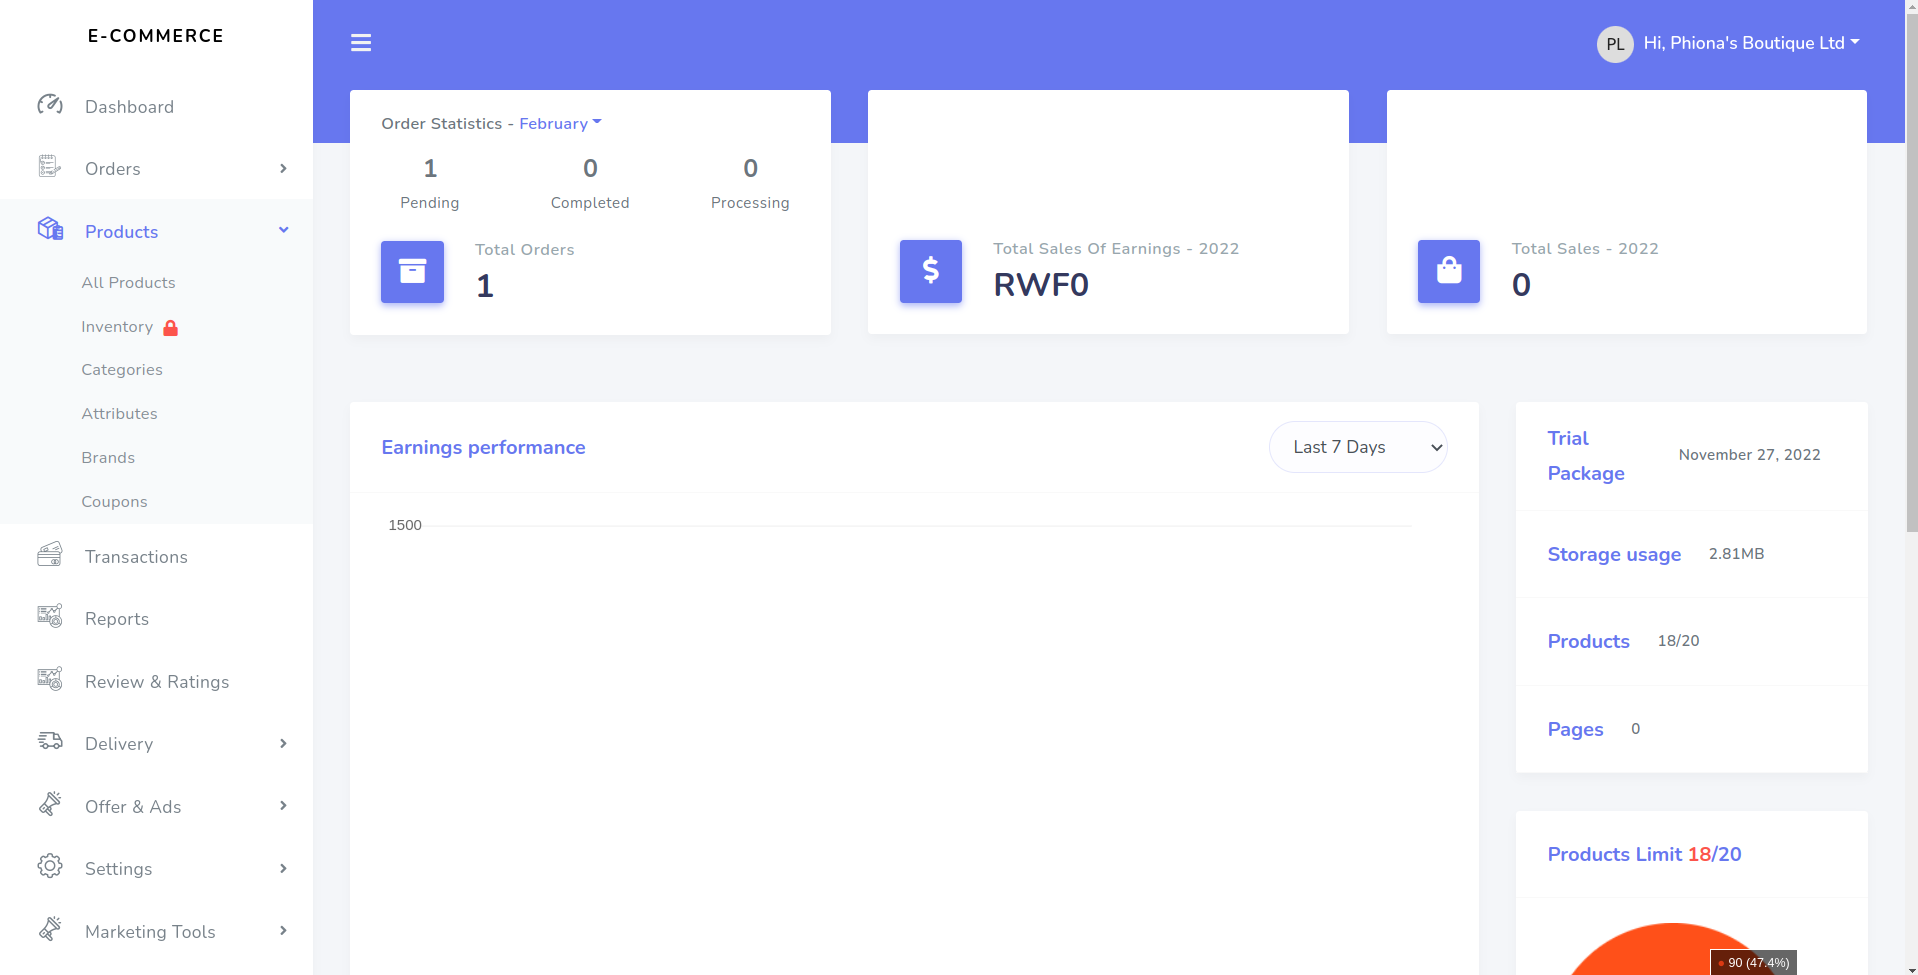 E-COMMERCE
Dashboard
Orders
Products
All Products
Inventory
Categories
Attributes
Brands
Coupons
Transactions
Reports
Review & Ratings
Delivery
Offer & Ads
Settings
Marketing Tools
PL Hi, Phiona's Boutique Ltd
Order Statistics - February
1 0 0
Pending Completed Processing
Total Orders
1
Total Sales Of Earnings - 2022
RWF0
Total Sales - 2022
0
Earnings performance
Last 7 Days
1500
Trial
Package
November 27, 2022
Storage usage 2.81MB
Products 18/20
Pages 0
Products Limit 18/20
90 (47.4%)